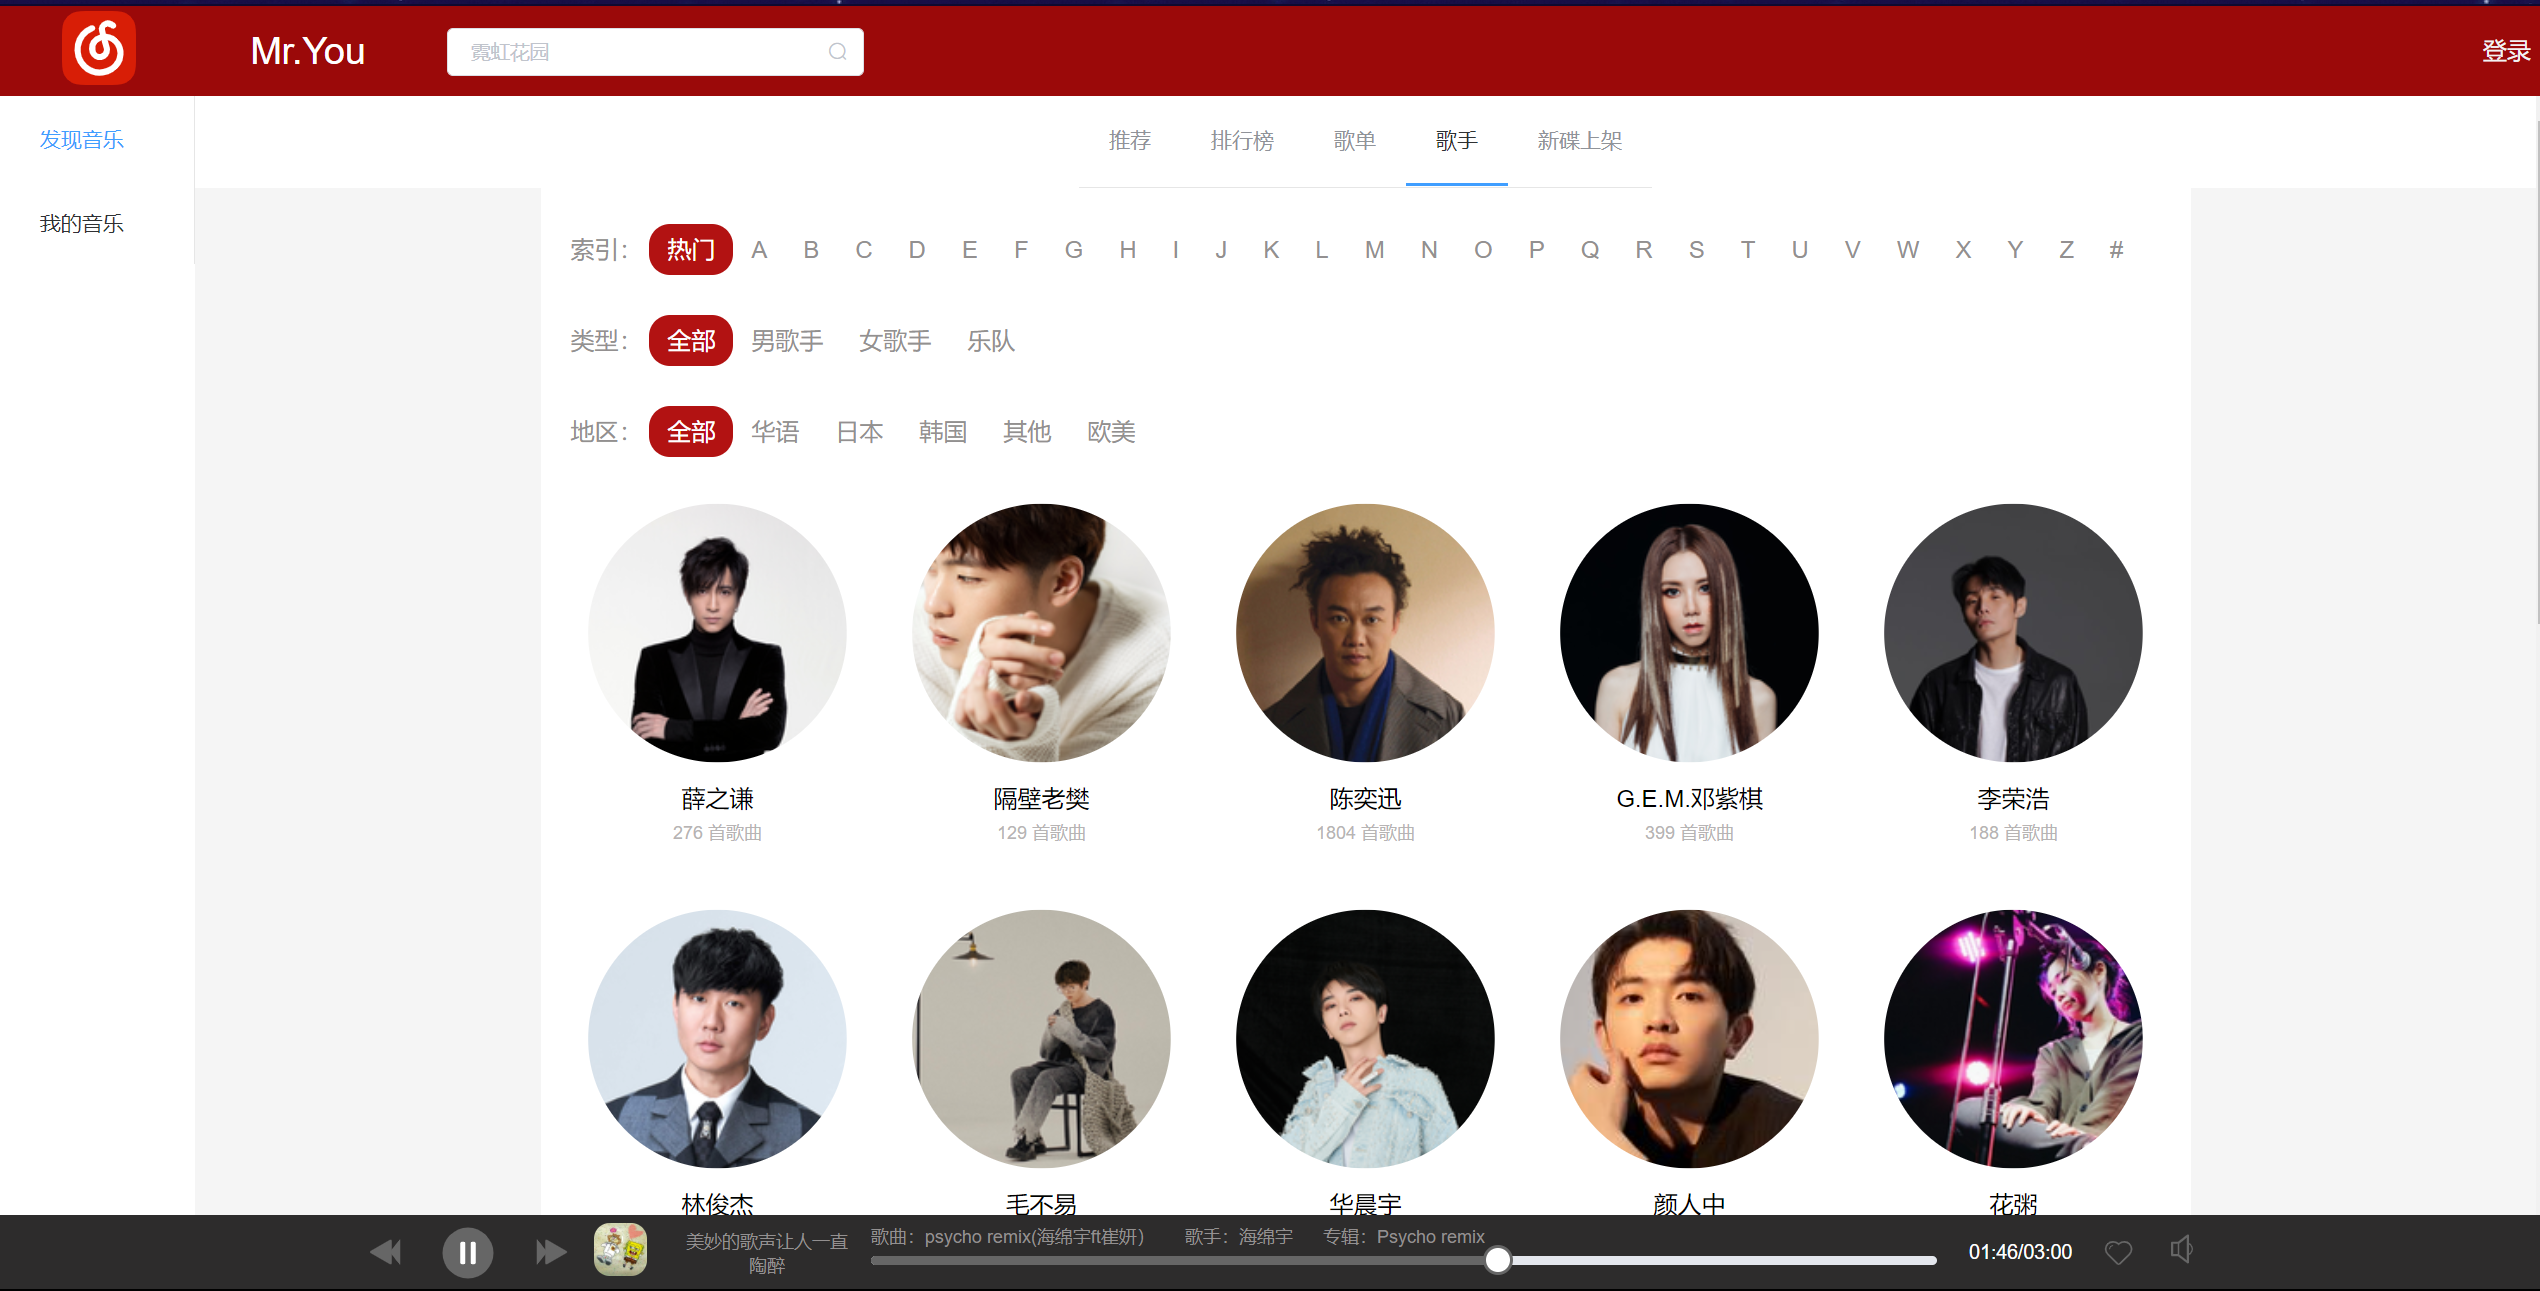 Mr.You
霓虹花园
登录
发现音乐
我的音乐
推荐 排行榜 歌单 歌手 新碟上架
索引： 热门 A B C D E F G H I J K L M N O P Q R S T U V W X Y Z #
类型： 全部 男歌手 女歌手 乐队
地区： 全部 华语 日本 韩国 其他 欧美
薛之谦 隔壁老樊 陈奕迅 G.E.M.邓紫棋 李荣浩
276 首歌曲 129 首歌曲 1804 首歌曲 399 首歌曲 188 首歌曲
林俊杰 毛不易 华晨宇 颜人中 花粥
美妙的歌声让人一直
陶醉
歌曲：psycho remix(海绵宇ft崔妍) 歌手：海绵宇 专辑：Psycho remix
01:46/03:00